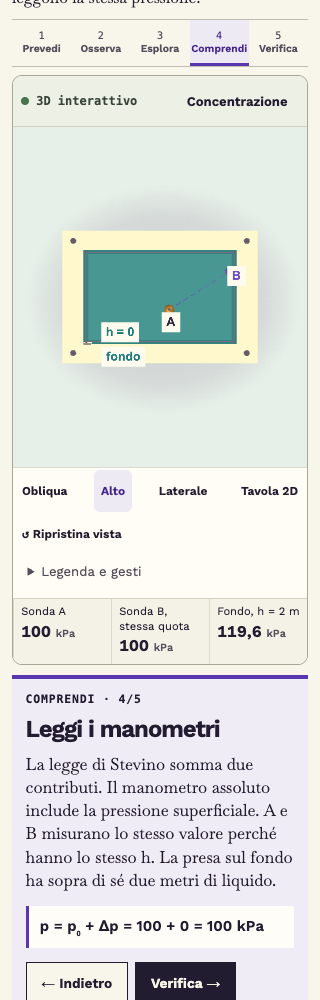 leggono la stessa pressione.
1 Prevedi
2 Osserva
3 Esplora
4 Comprendi
5 Verifica
3D interattivo
Concentrazione
B
A
h = 0
fondo
Obliqua
Alto
Laterale
Tavola 2D
↺ Ripristina vista
▶ Legenda e gesti
Sonda A
100 kPa
Sonda B,
stessa quota
100 kPa
Fondo, h = 2 m
119,6 kPa
COMPRENDI · 4/5
Leggi i manometri
La legge di Stevino somma due
contributi. Il manometro assoluto
include la pressione superficiale. A e
B misurano lo stesso valore perché
hanno lo stesso h. La presa sul fondo
ha sopra di sé due metri di liquido.
p = p₀ + Δp = 100 + 0 = 100 kPa
← Indietro
Verifica →